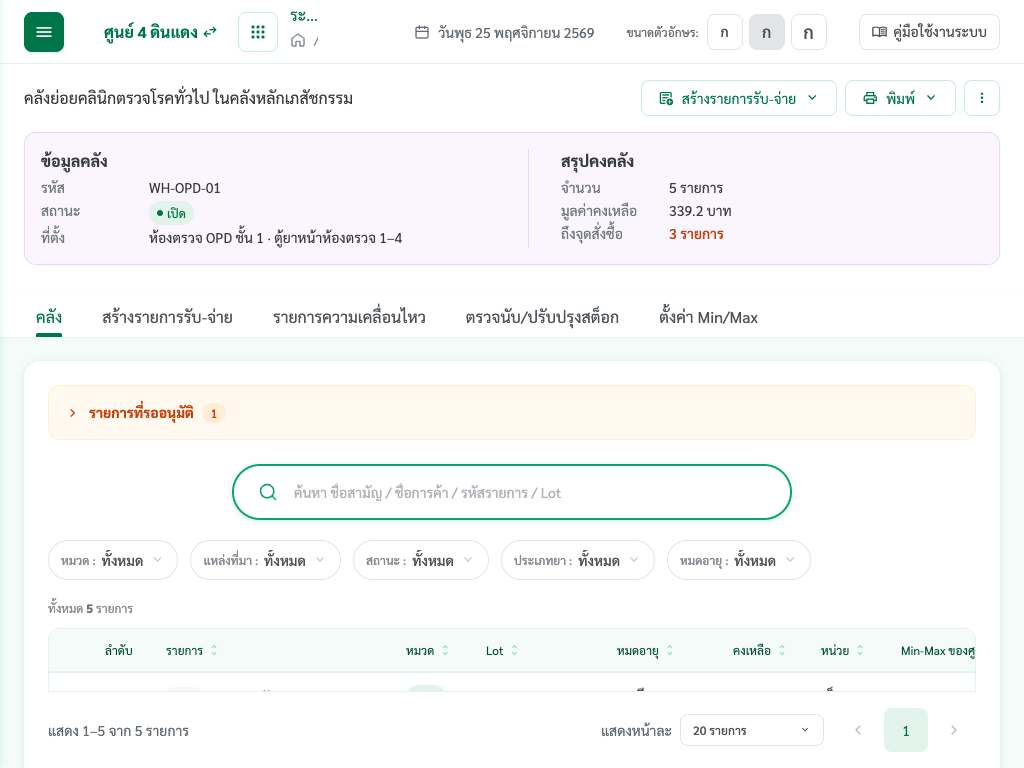 ศูนย์ 4 ดินแดง
ระ...
/
วันพุธ 25 พฤศจิกายน 2569
ขนาดตัวอักษร:
ก
ก
ก
คู่มือใช้งานระบบ
คลังย่อยคลินิกตรวจโรคทั่วไป ในคลังหลักเภสัชกรรม
สร้างรายการรับ-จ่าย
พิมพ์
ข้อมูลคลัง
รหัส WH-OPD-01
สถานะ เปิด
ที่ตั้ง ห้องตรวจ OPD ชั้น 1 · ตู้ยาหน้าห้องตรวจ 1–4
สรุปคงคลัง
จำนวน 5 รายการ
มูลค่าคงเหลือ 339.2 บาท
ถึงจุดสั่งซื้อ 3 รายการ
คลัง
สร้างรายการรับ-จ่าย
รายการความเคลื่อนไหว
ตรวจนับ/ปรับปรุงสต็อก
ตั้งค่า Min/Max
รายการที่รออนุมัติ 1
ค้นหา ชื่อสามัญ / ชื่อการค้า / รหัสรายการ / Lot
หมวด : ทั้งหมด
แหล่งที่มา : ทั้งหมด
สถานะ : ทั้งหมด
ประเภทยา : ทั้งหมด
หมดอายุ : ทั้งหมด
ทั้งหมด 5 รายการ
ลำดับ รายการ หมวด Lot หมดอายุ คงเหลือ หน่วย Min-Max ของศู
แสดง 1–5 จาก 5 รายการ
แสดงหน้าละ 20 รายการ
1